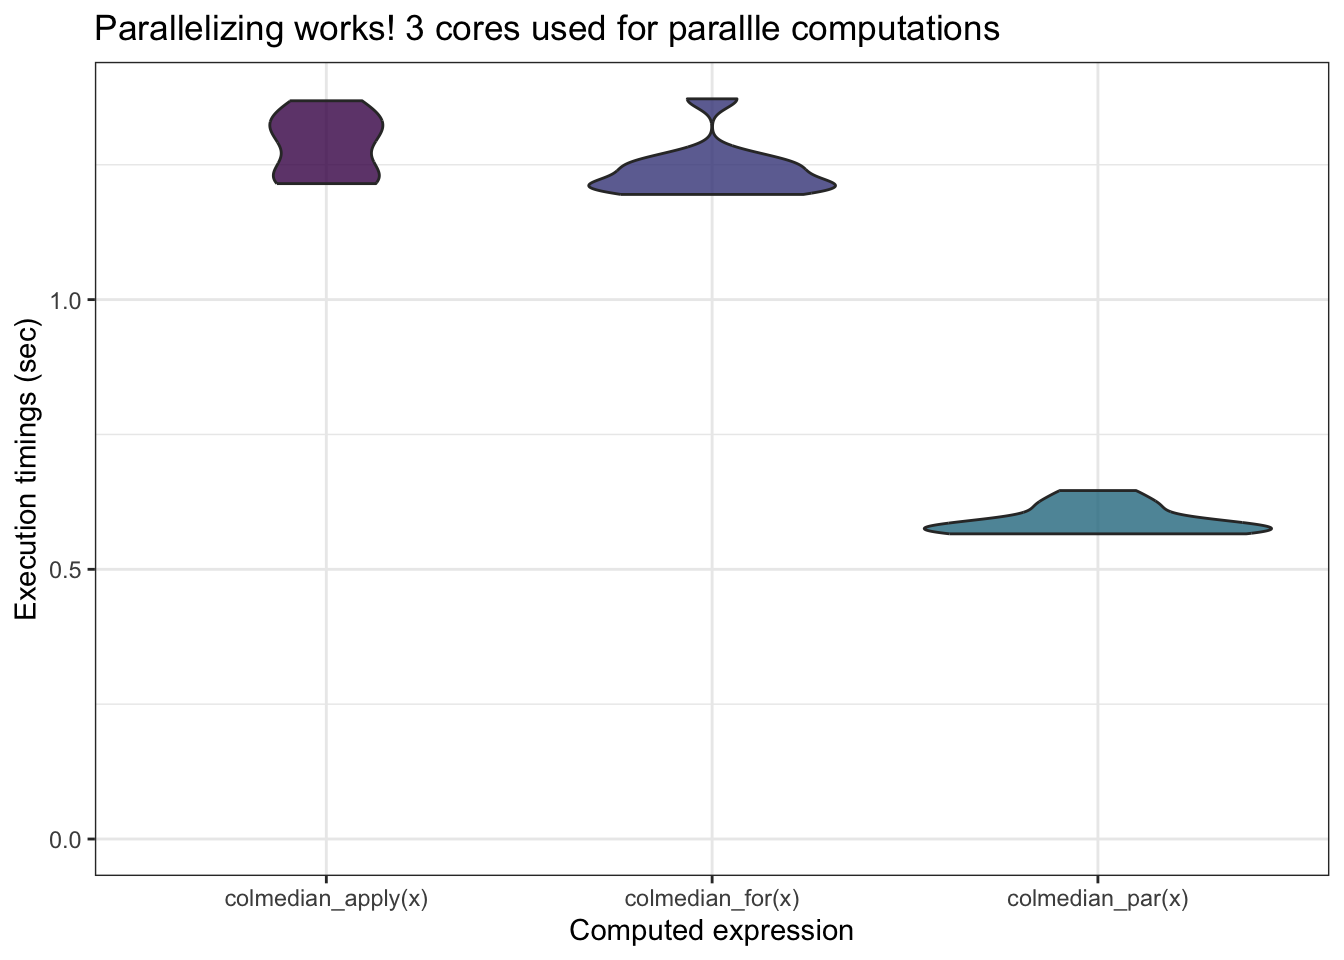 Parallelizing works! 3 cores used for parallle computations
Execution timings (sec)
1.0
0.5
0.0
colmedian_apply(x) colmedian_for(x) colmedian_par(x)
Computed expression